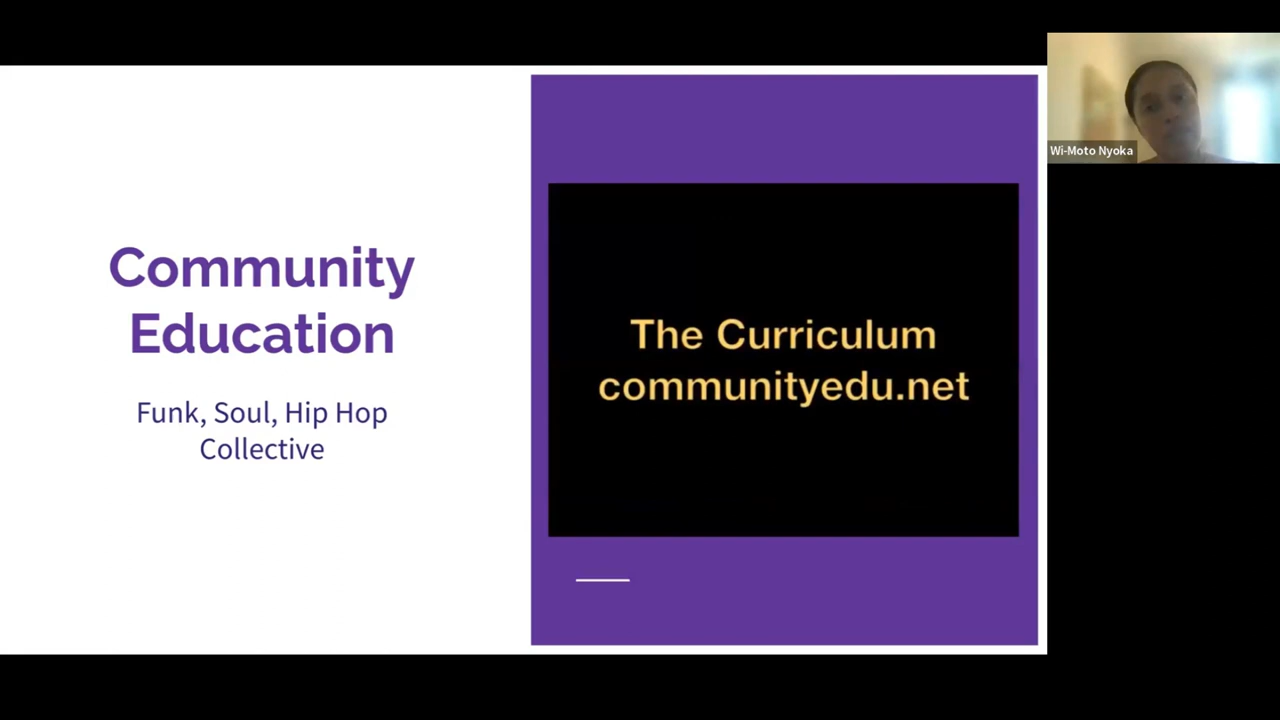 Community
Education
Funk, Soul, Hip Hop
Collective
The Curriculum
communityedu.net
Wi-Moto Nyoka